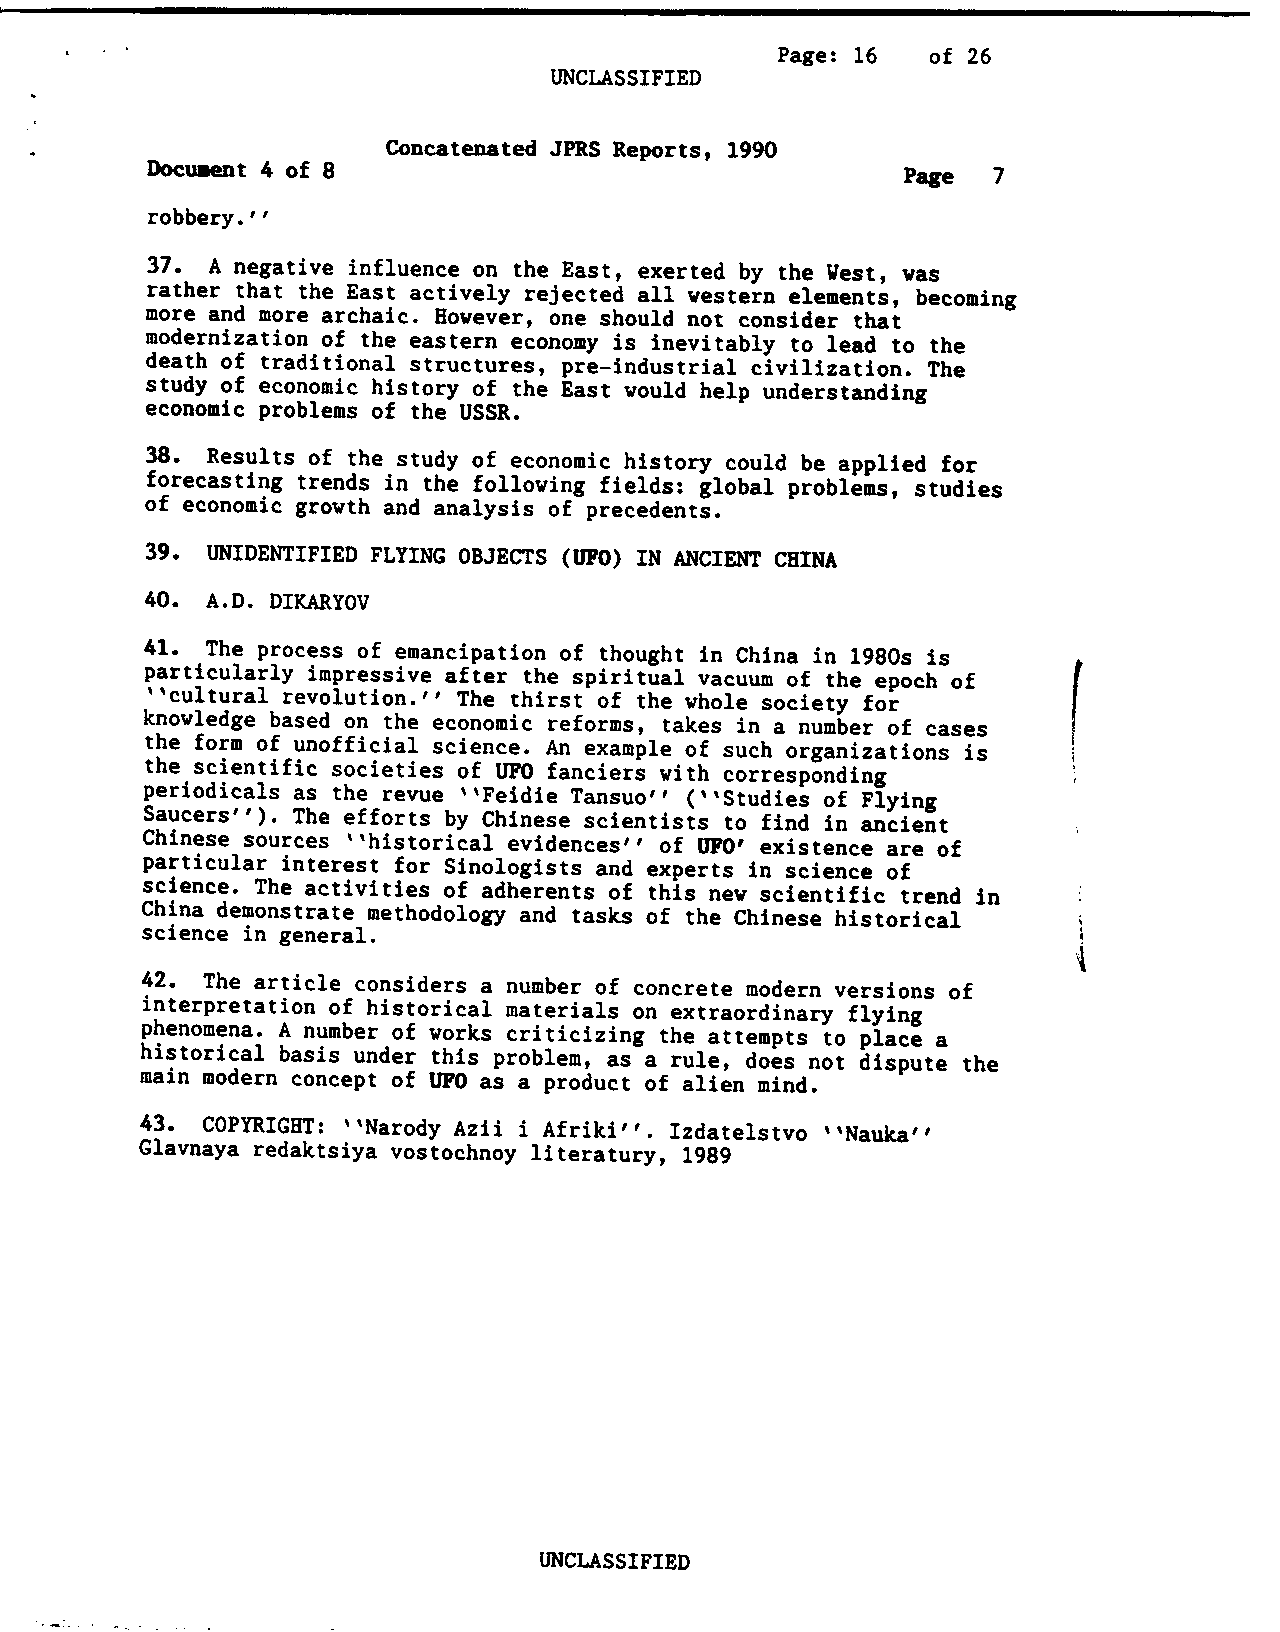 Page: 16 of 26
UNCLASSIFIED
Concatenated JPRS Reports, 1990
Document 4 of 8
Page 7
robbery.''
37. A negative influence on the East, exerted by the West, was
rather that the East actively rejected all western elements, becoming
more and more archaic. However, one should not consider that
modernization of the eastern economy is inevitably to lead to the
death of traditional structures, pre-industrial civilization. The
study of economic history of the East would help understanding
economic problems of the USSR.
38. Results of the study of economic history could be applied for
forecasting trends in the following fields: global problems, studies
of economic growth and analysis of precedents.
39. UNIDENTIFIED FLYING OBJECTS (UFO) IN ANCIENT CHINA
40. A.D. DIKARYOV
41. The process of emancipation of thought in China in 1980s is
particularly impressive after the spiritual vacuum of the epoch of
``cultural revolution.'' The thirst of the whole society for
knowledge based on the economic reforms, takes in a number of cases
the form of unofficial science. An example of such organizations is
the scientific societies of UFO fanciers with corresponding
periodicals as the revue ``Feidie Tansuo'' (``Studies of Flying
Saucers''). The efforts by Chinese scientists to find in ancient
Chinese sources ``historical evidences'' of UFO' existence are of
particular interest for Sinologists and experts in science of
science. The activities of adherents of this new scientific trend in
China demonstrate methodology and tasks of the Chinese historical
science in general.
42. The article considers a number of concrete modern versions of
interpretation of historical materials on extraordinary flying
phenomena. A number of works criticizing the attempts to place a
historical basis under this problem, as a rule, does not dispute the
main modern concept of UFO as a product of alien mind.
43. COPYRIGHT: ``Narody Azii i Afriki''. Izdatelstvo ``Nauka''
Glavnaya redaktsiya vostochnoy literatury, 1989
UNCLASSIFIED